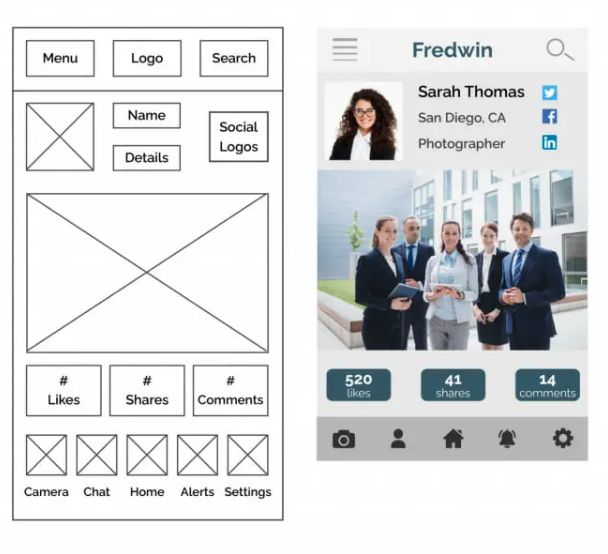 Menu
Logo
Search
Name
Details
Social
Logos
#
Likes
#
Shares
#
Comments
Camera
Chat
Home
Alerts
Settings
Fredwin
Sarah Thomas
San Diego, CA
Photographer
f
in
520
likes
41
shares
14
comments